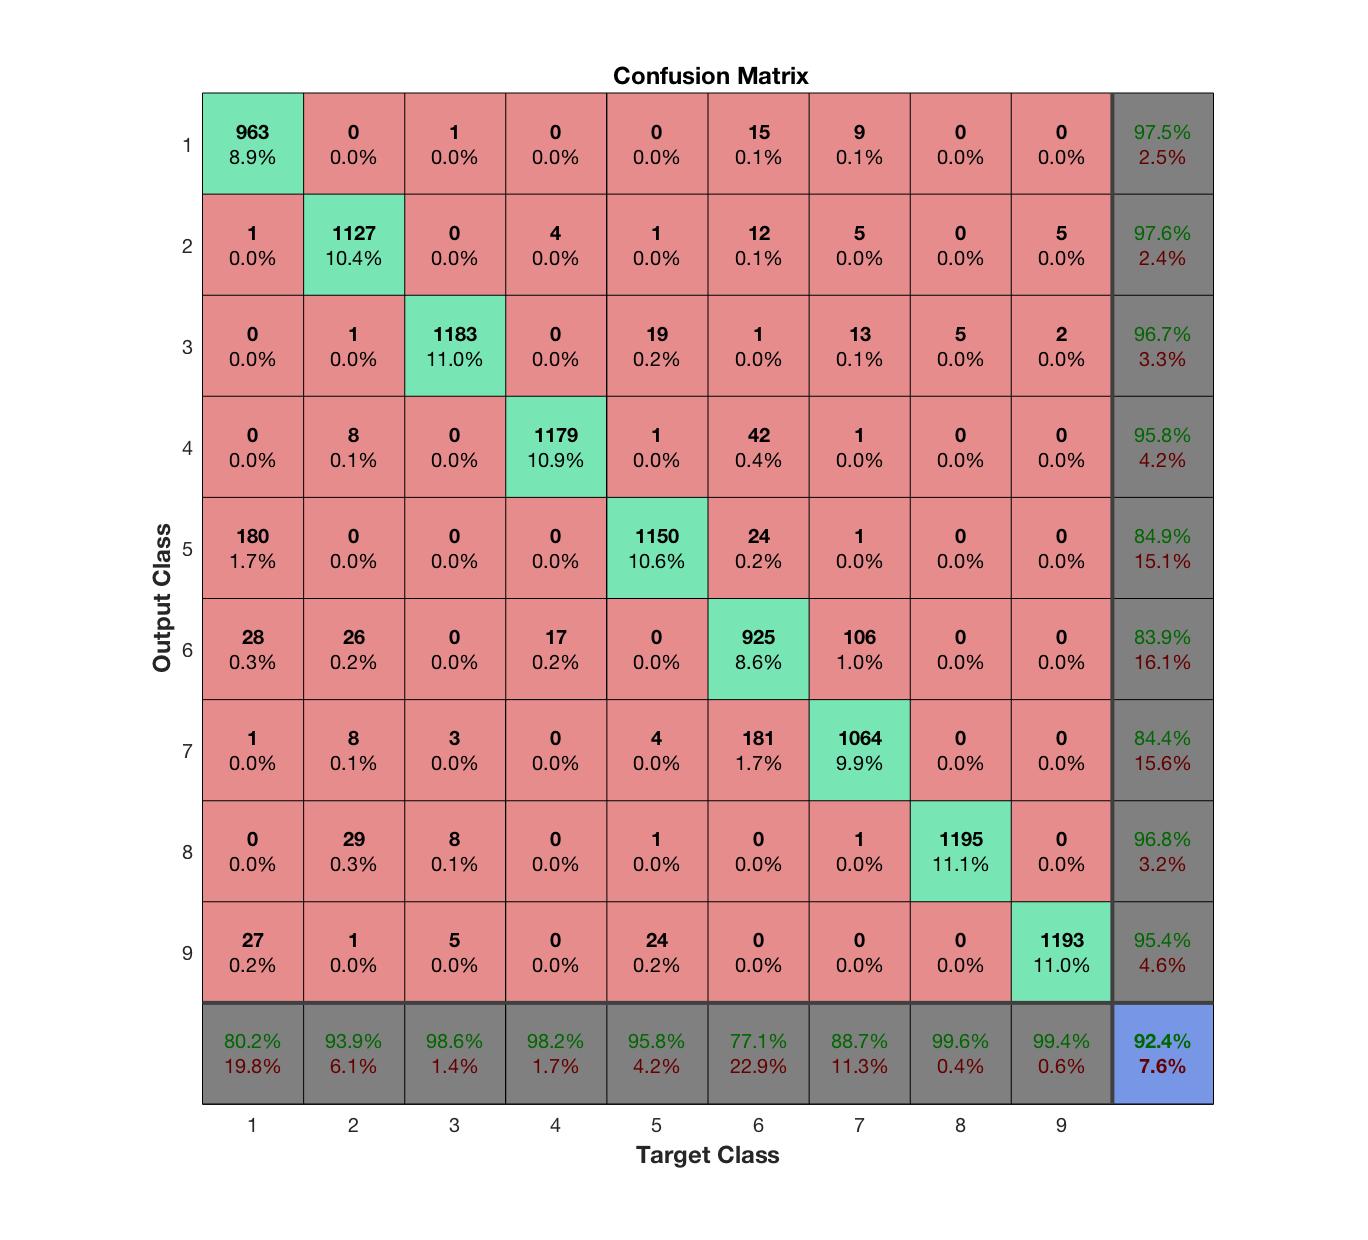 Confusion Matrix
963 0 1 0 0 15 9 0 0 97.5%
1
8.9% 0.0% 0.0% 0.0% 0.0% 0.1% 0.1% 0.0% 0.0% 2.5%
1 1127 0 4 1 12 5 0 5 97.6%
2
0.0% 10.4% 0.0% 0.0% 0.0% 0.1% 0.0% 0.0% 0.0% 2.4%
0 1 1183 0 19 1 13 5 2 96.7%
3
0.0% 0.0% 11.0% 0.0% 0.2% 0.0% 0.1% 0.0% 0.0% 3.3%
0 8 0 1179 1 42 1 0 0 95.8%
4
0.0% 0.1% 0.0% 10.9% 0.0% 0.4% 0.0% 0.0% 0.0% 4.2%
180 0 0 0 1150 24 1 0 0 84.9%
5
1.7% 0.0% 0.0% 0.0% 10.6% 0.2% 0.0% 0.0% 0.0% 15.1%
Output Class
28 26 0 17 0 925 106 0 0 83.9%
6
0.3% 0.2% 0.0% 0.2% 0.0% 8.6% 1.0% 0.0% 0.0% 16.1%
1 8 3 0 4 181 1064 0 0 84.4%
7
0.0% 0.1% 0.0% 0.0% 0.0% 1.7% 9.9% 0.0% 0.0% 15.6%
0 29 8 0 1 0 1 1195 0 96.8%
8
0.0% 0.3% 0.1% 0.0% 0.0% 0.0% 0.0% 11.1% 0.0% 3.2%
27 1 5 0 24 0 0 0 1193 95.4%
9
0.2% 0.0% 0.0% 0.0% 0.2% 0.0% 0.0% 0.0% 11.0% 4.6%
80.2% 93.9% 98.6% 98.2% 95.8% 77.1% 88.7% 99.6% 99.4% 92.4%
19.8% 6.1% 1.4% 1.7% 4.2% 22.9% 11.3% 0.4% 0.6% 7.6%
1 2 3 4 5 6 7 8 9
Target Class